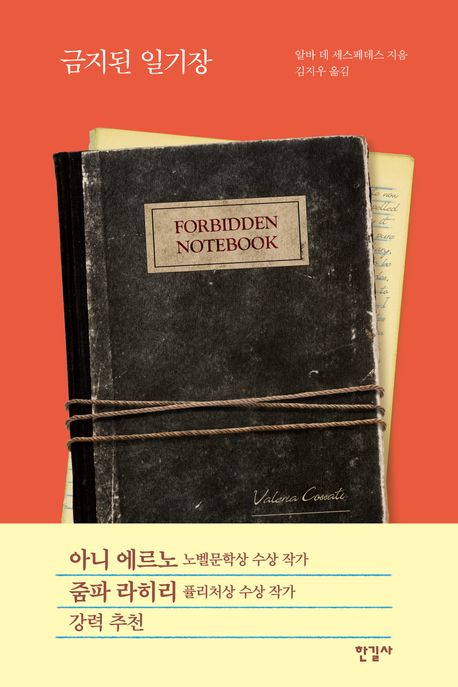 금지된 일기장
알바 데 세스페데스 지음
김지우 옮김
FORBIDDEN
NOTEBOOK
Valeria Cossati
아니 에르노 노벨문학상 수상 작가
줌파 라히리 퓰리처상 수상 작가
강력 추천
한길사